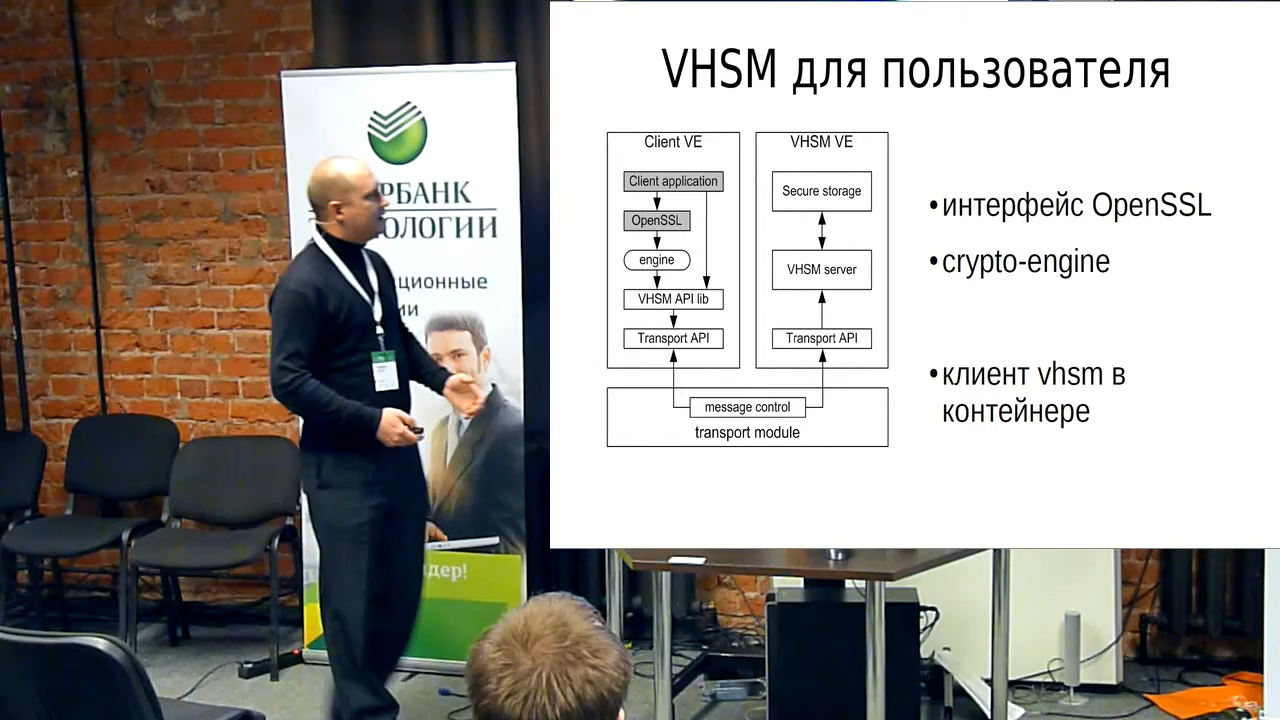 РБАНК
ОЛОГИИ
ционные
ии
дер!
VHSM для пользователя
Client VE
Client application
OpenSSL
engine
VHSM API lib
Transport API
VHSM VE
Secure storage
VHSM server
Transport API
message control
transport module
•интерфейс OpenSSL
•crypto-engine
•клиент vhsm в
контейнере